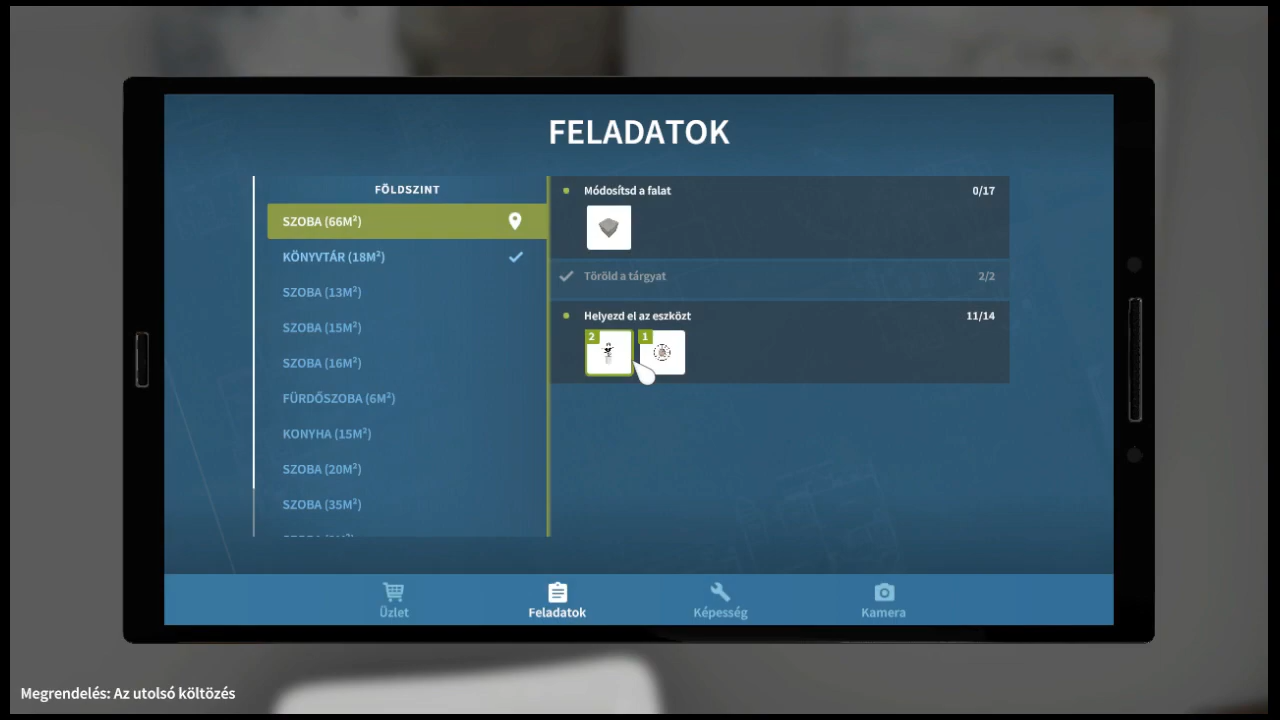 FELADATOK
FÖLDSZINT
SZOBA (66M²)
KÖNYVTÁR (18M²)
SZOBA (13M²)
SZOBA (15M²)
SZOBA (16M²)
FÜRDŐSZOBA (6M²)
KONYHA (15M²)
SZOBA (20M²)
SZOBA (35M²)
Módosítsd a falat 0/17
Töröld a tárgyat 2/2
Helyezd el az eszközt 11/14
2 1
Üzlet Feladatok Képesség Kamera
Megrendelés: Az utolsó költözés